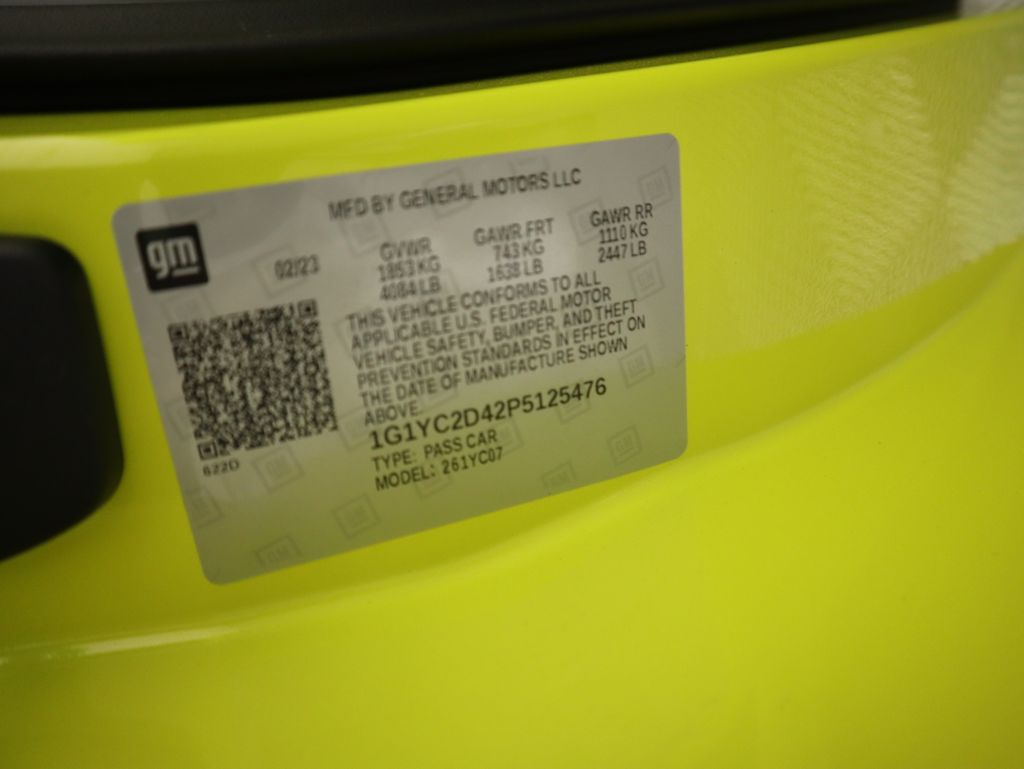 MFD BY GENERAL MOTORS LLC
gm
02/23
GVWR
1853 KG
4084 LB
GAWR FRT
743 KG
1638 LB
GAWR RR
1110 KG
2447 LB
THIS VEHICLE CONFORMS TO ALL
APPLICABLE U.S. FEDERAL MOTOR
VEHICLE SAFETY, BUMPER, AND THEFT
PREVENTION STANDARDS IN EFFECT ON
THE DATE OF MANUFACTURE SHOWN
ABOVE.
1G1YC2D42P5125476
TYPE: PASS CAR
MODEL: 261YC07
622D